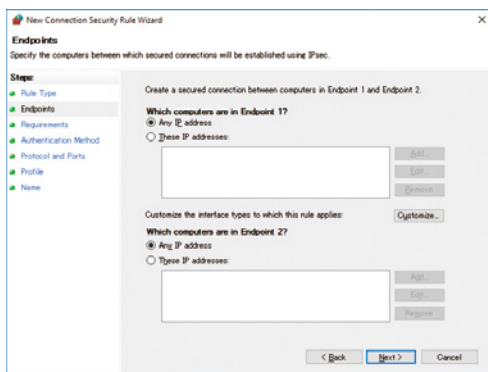 New Connection Security Rule Wizard
Endpoints
Specify the computers between which secured connections will be established using IPsec.
Steps:
Rule Type
Endpoints
Requirements
Authentication Method
Protocol and Ports
Profile
Name
Create a secured connection between computers in Endpoint 1 and Endpoint 2.
Which computers are in Endpoint 1?
Any IP address
These IP addresses:
Add...
Edit...
Remove
Customize the interface types to which this rule applies:
Customize...
Which computers are in Endpoint 2?
Any IP address
These IP addresses:
Add...
Edit...
Remove
< Back
Next >
Cancel